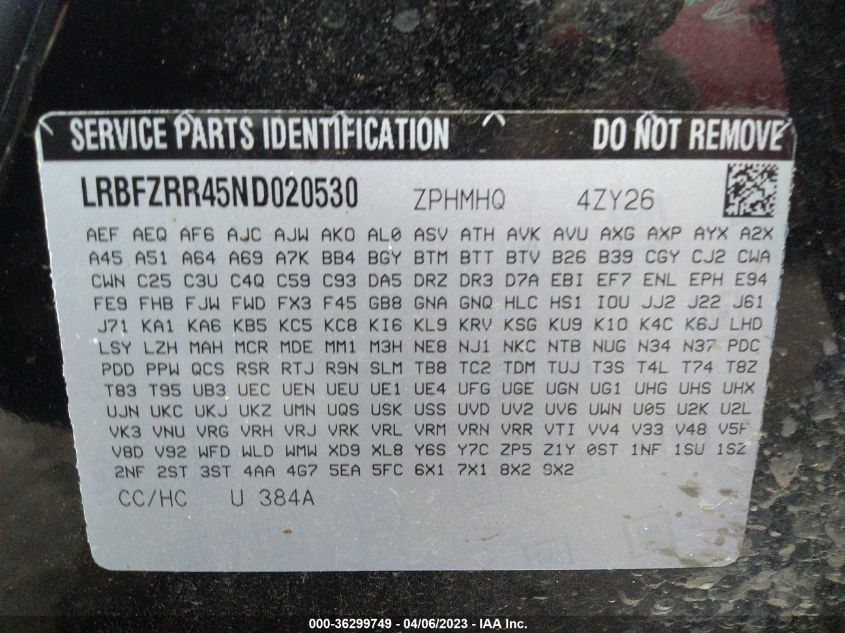 SERVICE PARTS IDENTIFICATION DO NOT REMOVE
LRBFZRR45ND020530 ZPHMHQ 4ZY26
AEF AEQ AF6 AJC AJW AKO AL0 ASV ATH AVK AVU AXG AXP AYX A2X
A45 A51 A64 A69 A7K BB4 BGY BTM BTT BTV B26 B39 CGY CJ2 CWA
CWN C25 C3U C4Q C59 C93 DA5 DRZ DR3 D7A EBI EF7 ENL EPH E94
FE9 FHB FJW FWD FX3 F45 GB8 GNA GNQ HLC HS1 IOU JJ2 J22 J61
J71 KA1 KA6 KB5 KC5 KC8 KI6 KL9 KRV KSG KU9 K10 K4C K6J LHD
LSY LZH MAH MCR MDE MM1 M3H NE8 NJ1 NKC NTB NUG N34 N37 PDC
PDD PPW QCS RSR RTJ R9N SLM TB8 TC2 TDM TUJ T3S T4L T74 T8Z
T83 T95 UB3 UEC UEN UEU UE1 UE4 UFG UGE UGN UG1 UHG UHS UHX
UJN UKC UKJ UKZ UMN UQS USK USS UVD UV2 UV6 UWN U05 U2K U2L
VK3 VNU VRG VRH VRJ VRK VRL VRM VRN VRR VTI VV4 V33 V48 V5F
V8D V92 WFD WLD WMW XD9 XL8 Y6S Y7C ZP5 Z1Y 0ST 1NF 1SU 1SZ
2NF 2ST 3ST 4AA 4G7 5EA 5FC 6X1 7X1 8X2 9X2
CC/HC U 384A
000-36299749 - 04/06/2023 - IAA Inc.